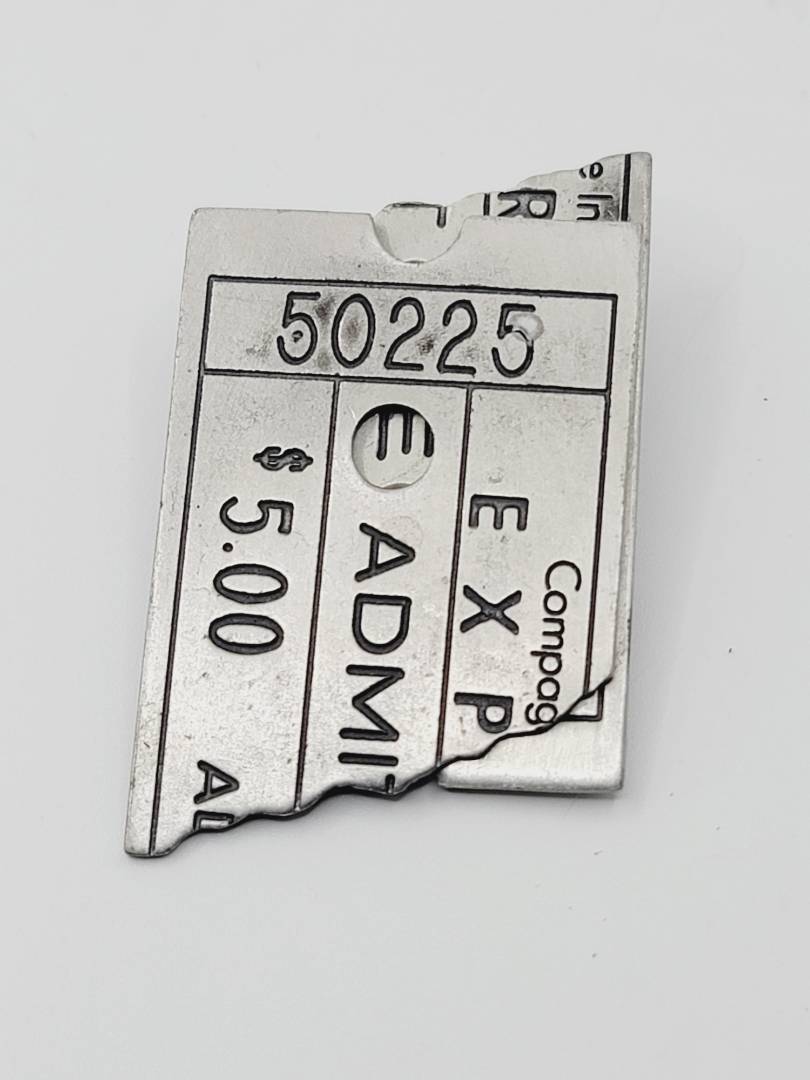 50225
Compag
E X P
E ADMI
$5.00